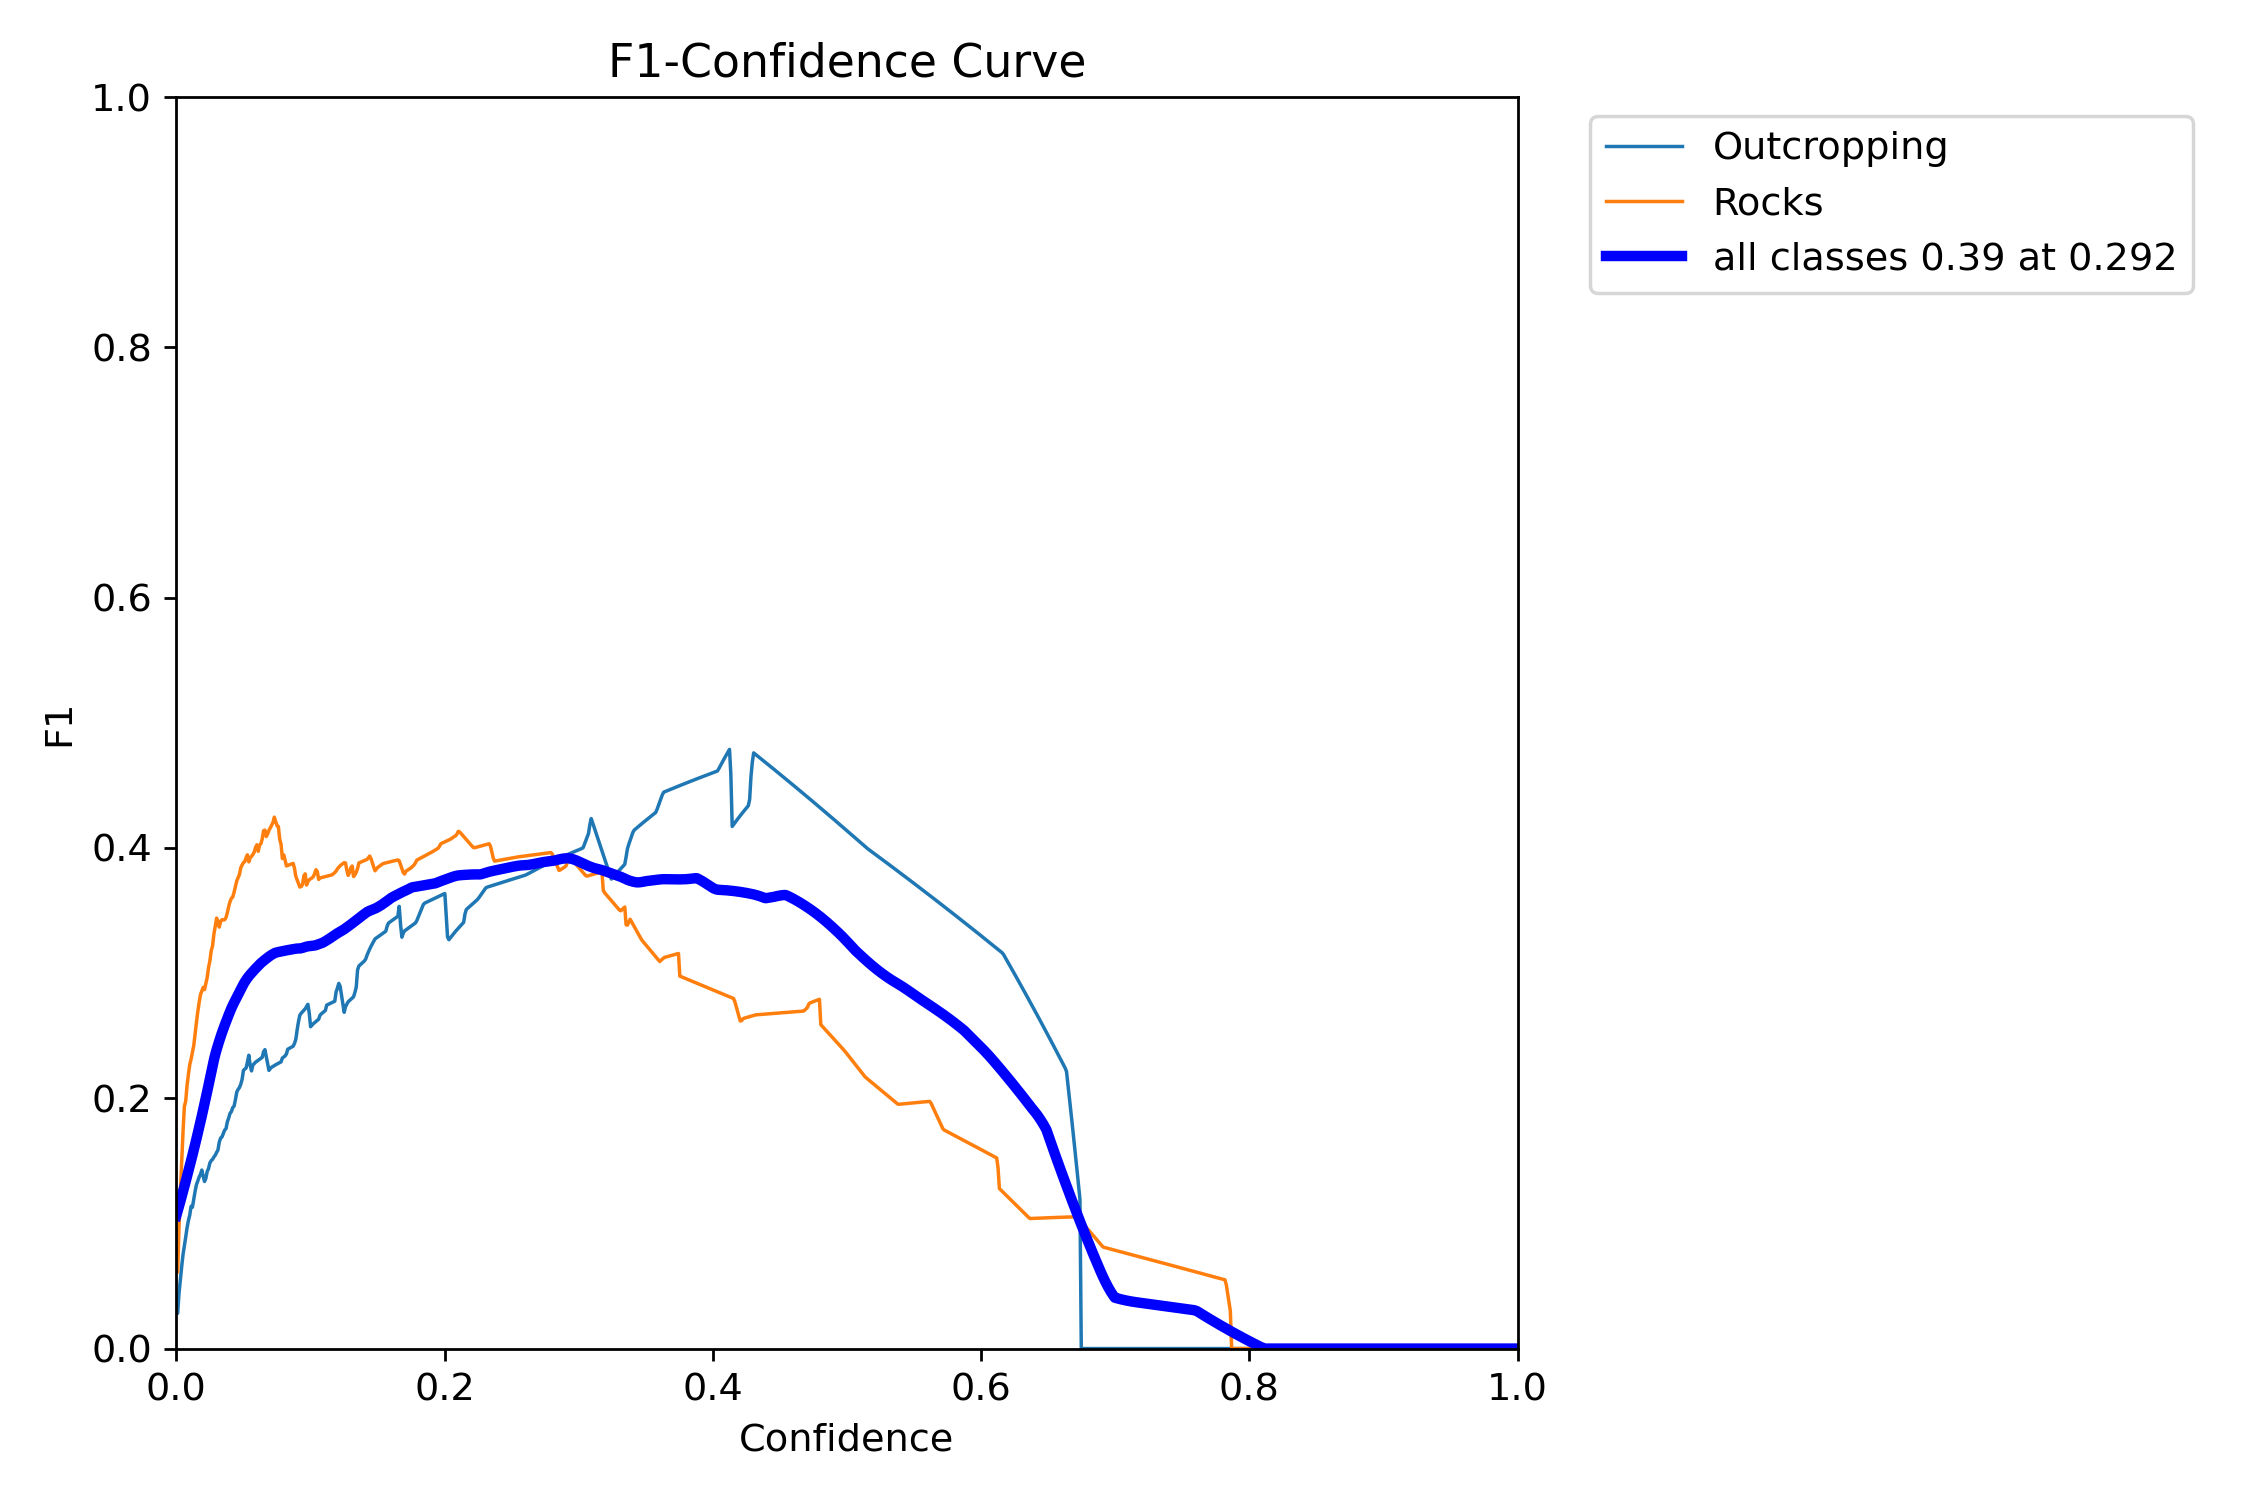 F1-Confidence Curve
1.0
0.8
0.6
0.4
0.2
0.0
F1
0.0 0.2 0.4 0.6 0.8 1.0
Confidence
Outcropping
Rocks
all classes 0.39 at 0.292